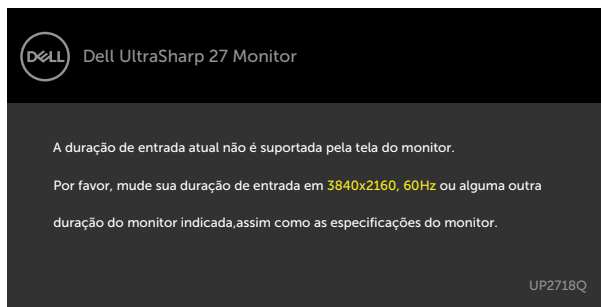 DELL
Dell UltraSharp 27 Monitor
A duração de entrada atual não é suportada pela tela do monitor.
Por favor, mude sua duração de entrada em 3840x2160, 60Hz ou alguma outra
duração do monitor indicada,assim como as especificações do monitor.
UP2718Q